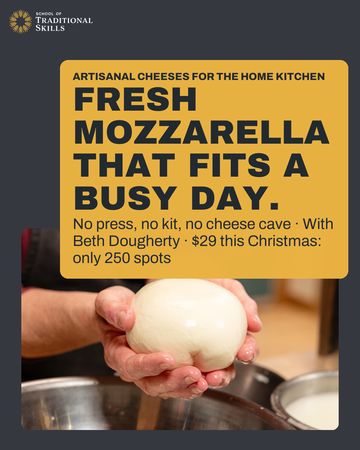 SCHOOL OF
TRADITIONAL
SKILLS
ARTISANAL CHEESES FOR THE HOME KITCHEN
FRESH
MOZZARELLA
THAT FITS A
BUSY DAY.
No press, no kit, no cheese cave · With
Beth Dougherty · $29 this Christmas:
only 250 spots